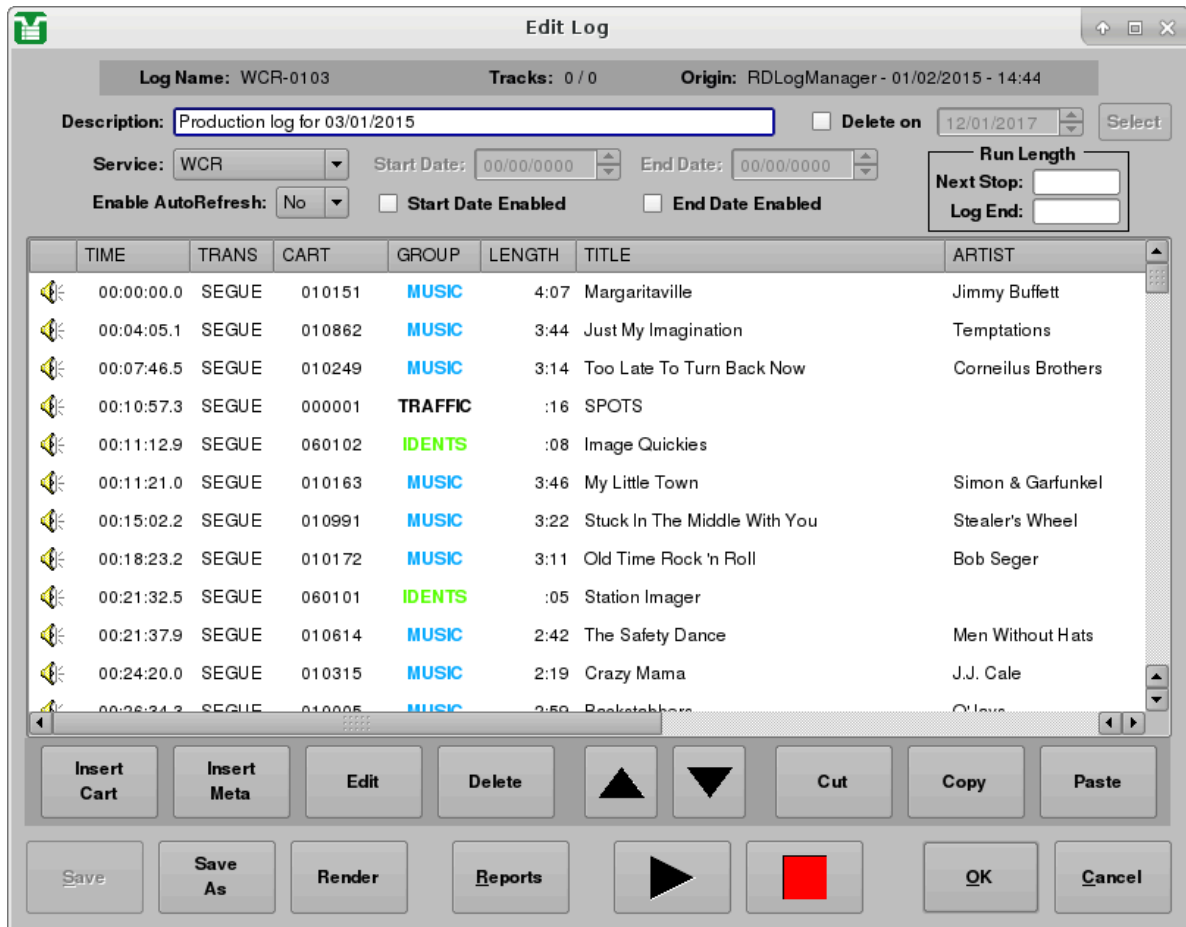 Edit Log
Log Name: WCR-0103 Tracks: 0 / 0 Origin: RDLogManager - 01/02/2015 - 14:44
Description: Production log for 03/01/2015 Delete on 12/01/2017 Select
Service: WCR Start Date: 00/00/0000 End Date: 00/00/0000 Run Length
Next Stop:
Enable AutoRefresh: No Start Date Enabled End Date Enabled Log End:
TIME TRANS CART GROUP LENGTH TITLE ARTIST
00:00:00.0 SEGUE 010151 MUSIC 4:07 Margaritaville Jimmy Buffett
00:04:05.1 SEGUE 010862 MUSIC 3:44 Just My Imagination Temptations
00:07:46.5 SEGUE 010249 MUSIC 3:14 Too Late To Turn Back Now Corneilus Brothers
00:10:57.3 SEGUE 000001 TRAFFIC :16 SPOTS
00:11:12.9 SEGUE 060102 IDENTS :08 Image Quickies
00:11:21.0 SEGUE 010163 MUSIC 3:46 My Little Town Simon & Garfunkel
00:15:02.2 SEGUE 010991 MUSIC 3:22 Stuck In The Middle With You Stealer's Wheel
00:18:23.2 SEGUE 010172 MUSIC 3:11 Old Time Rock 'n Roll Bob Seger
00:21:32.5 SEGUE 060101 IDENTS :05 Station Imager
00:21:37.9 SEGUE 010614 MUSIC 2:42 The Safety Dance Men Without Hats
00:24:20.0 SEGUE 010315 MUSIC 2:19 Crazy Mama J.J. Cale
00:26:34.3 SEGUE 010005 MUSIC 2:59 Backstabbers O'Jays
Insert Cart Insert Meta Edit Delete Cut Copy Paste
Save Save As Render Reports OK Cancel